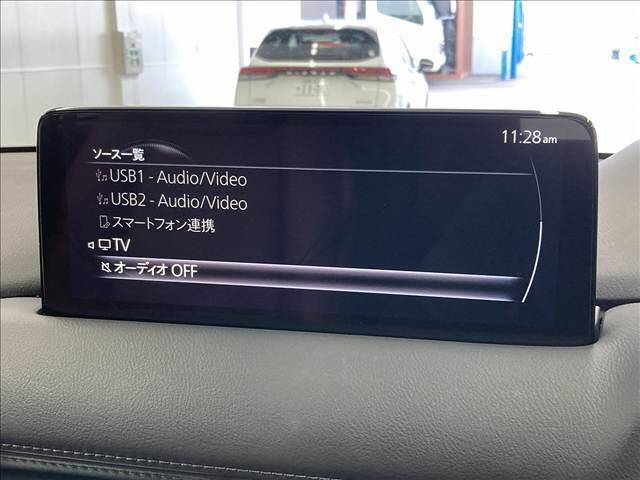 11:28am
ソース一覧
USB1 - Audio/Video
USB2 - Audio/Video
スマートフォン連携
TV
オーディオ OFF